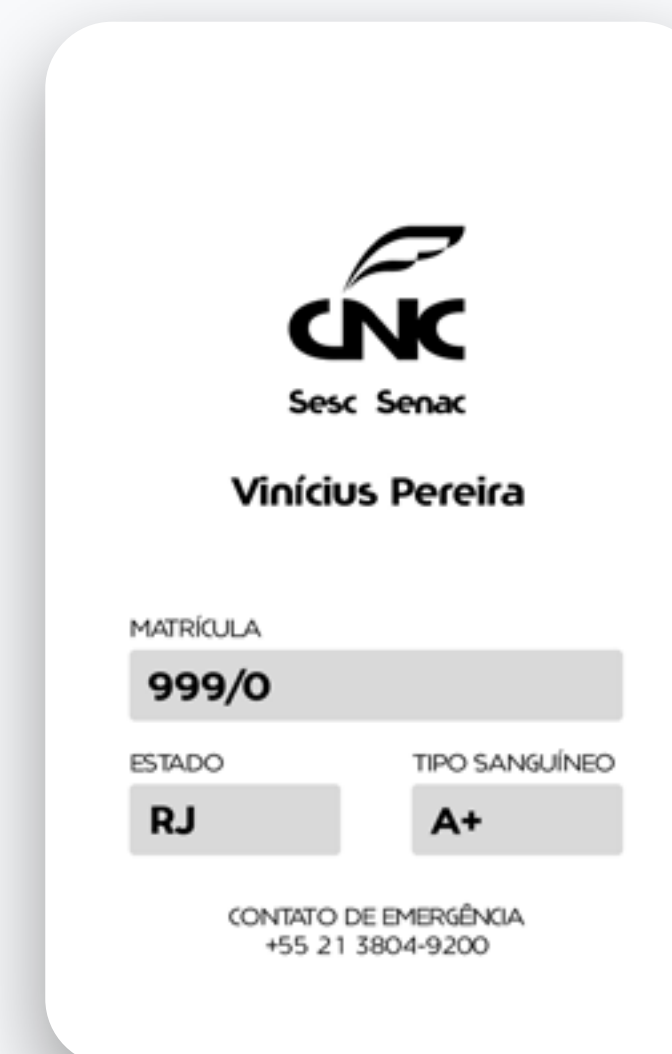 CNC
Sesc Senac
Vinícius Pereira
MATRÍCULA
999/0
ESTADO
TIPO SANGUÍNEO
RJ
A+
CONTATO DE EMERGÊNCIA
+55 21 3804-9200